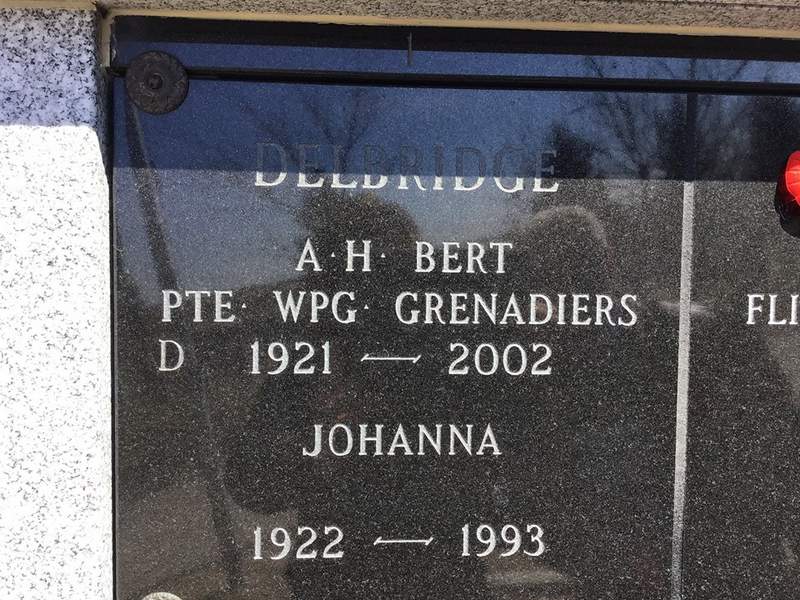 DELBRIDGE
A·H· BERT
PTE· WPG· GRENADIERS
D 1921 — 2002
JOHANNA
1922 — 1993
FLI